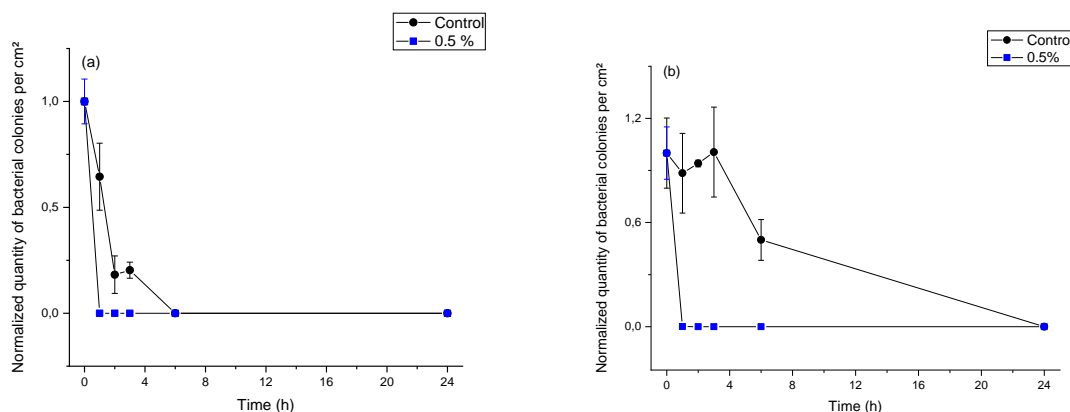 Control
0.5 %
(a)
Normalized quantity of bacterial colonies per cm²
1,0
0,5
0,0
0 4 8 12 16 20 24
Time (h)
Control
0.5%
(b)
Normalized quantity of bacterial colonies per cm²
1,2
0,6
0,0
0 4 8 12 16 20 24
Time (h)